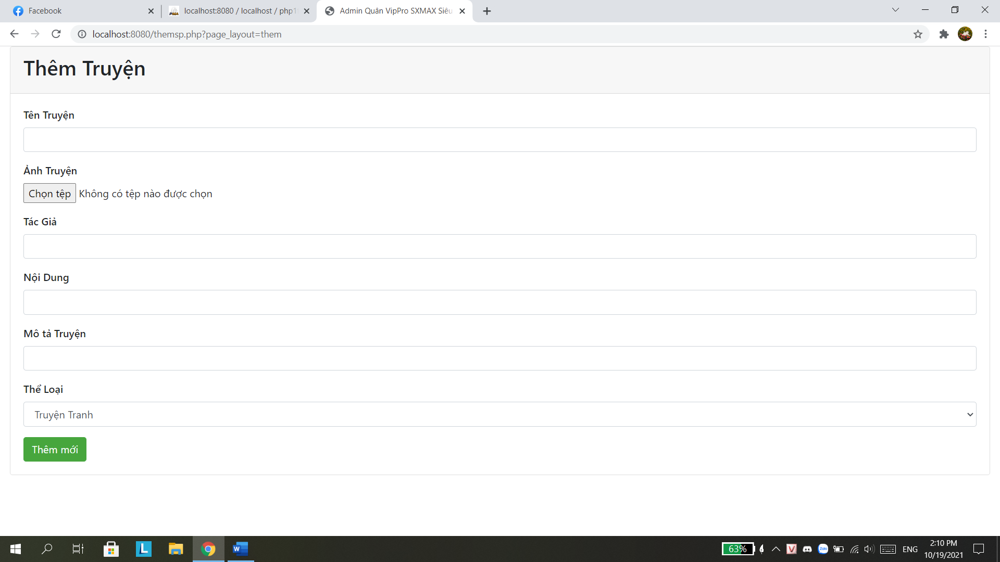 Facebook
localhost:8080 / localhost / php1
Admin Quân VipPro SXMAX Siêu
localhost:8080/themsp.php?page_layout=them
Thêm Truyện
Tên Truyện
Ảnh Truyện
Chọn tệp Không có tệp nào được chọn
Tác Giả
Nội Dung
Mô tả Truyện
Thể Loại
Truyện Tranh
Thêm mới
63%
ENG
2:10 PM
10/19/2021